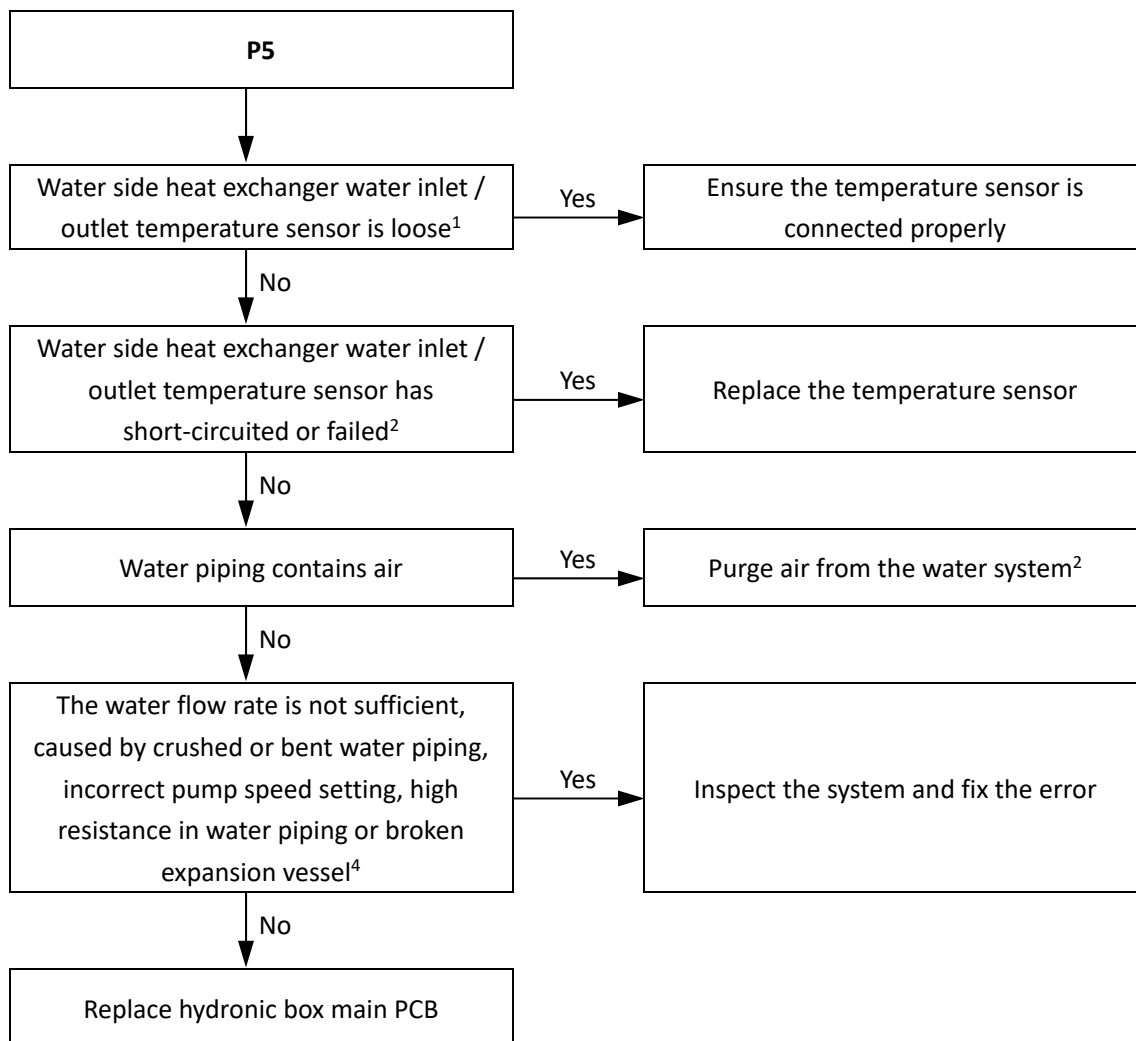 P5
Water side heat exchanger water inlet /
outlet temperature sensor is loose¹
Yes
Ensure the temperature sensor is
connected properly
No
Water side heat exchanger water inlet /
outlet temperature sensor has
short-circuited or failed²
Yes
Replace the temperature sensor
No
Water piping contains air
Yes
Purge air from the water system²
No
The water flow rate is not sufficient,
caused by crushed or bent water piping,
incorrect pump speed setting, high
resistance in water piping or broken
expansion vessel⁴
Yes
Inspect the system and fix the error
No
Replace hydronic box main PCB